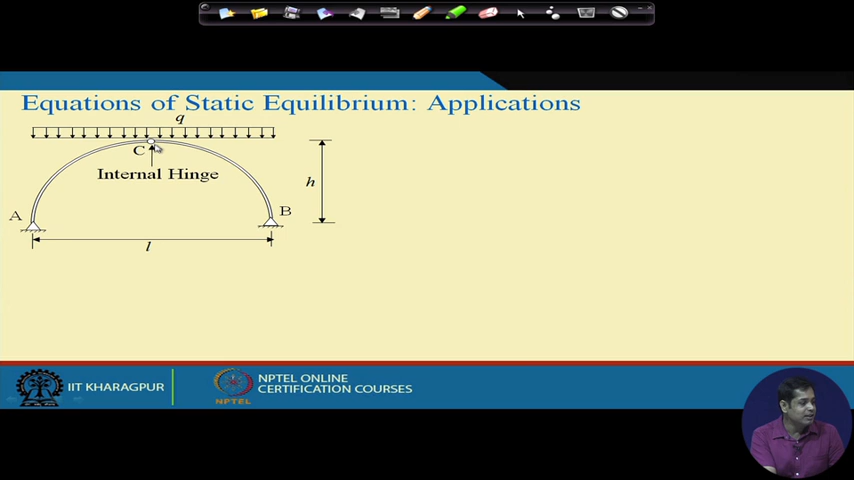 Equations of Static Equilibrium: Applications
q
C
Internal Hinge
h
A
B
l
IIT KHARAGPUR
NPTEL
NPTEL ONLINE
CERTIFICATION COURSES